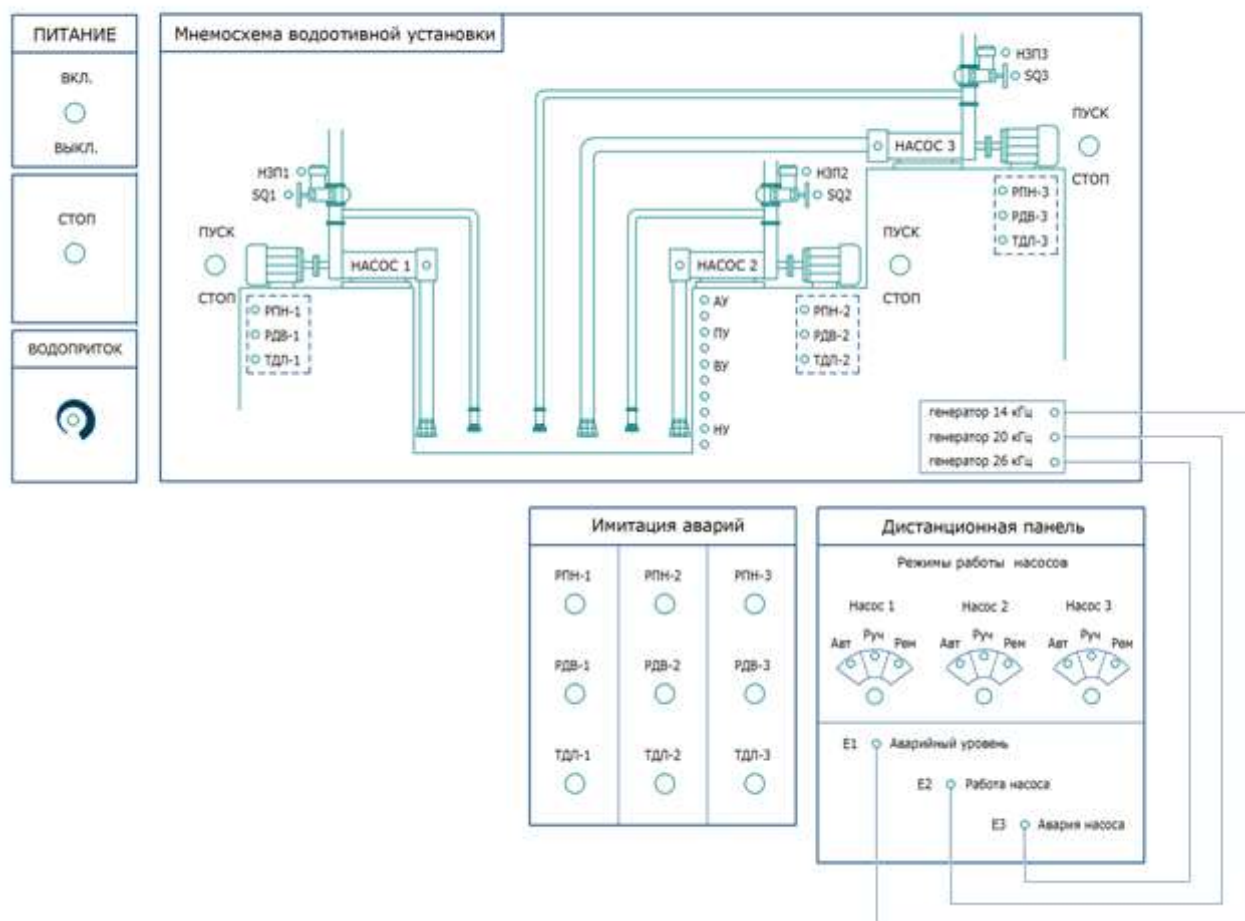 ПИТАНИЕ
ВКЛ.
ВЫКЛ.
СТОП
ВОДОПРИТОК
Мнемосхема водоотивной установки
НЗП3
SQ3
ПУСК
НАСОС 3
СТОП
РПН-3
РДВ-3
ТДЛ-3
НЗП1
SQ1
ПУСК
НАСОС 1
СТОП
РПН-1
РДВ-1
ТДЛ-1
НЗП2
SQ2
ПУСК
НАСОС 2
СТОП
АУ
ПУ
ВУ
НУ
РПН-2
РДВ-2
ТДЛ-2
генератор 14 кГц
генератор 20 кГц
генератор 26 кГц
Имитация аварий
РПН-1 РПН-2 РПН-3
РДВ-1 РДВ-2 РДВ-3
ТДЛ-1 ТДЛ-2 ТДЛ-3
Дистанционная панель
Режимы работы насосов
Насос 1 Насос 2 Насос 3
Авт Руч Рем Авт Руч Рем Авт Руч Рем
E1 Аварийный уровень
E2 Работа насоса
E3 Авария насоса